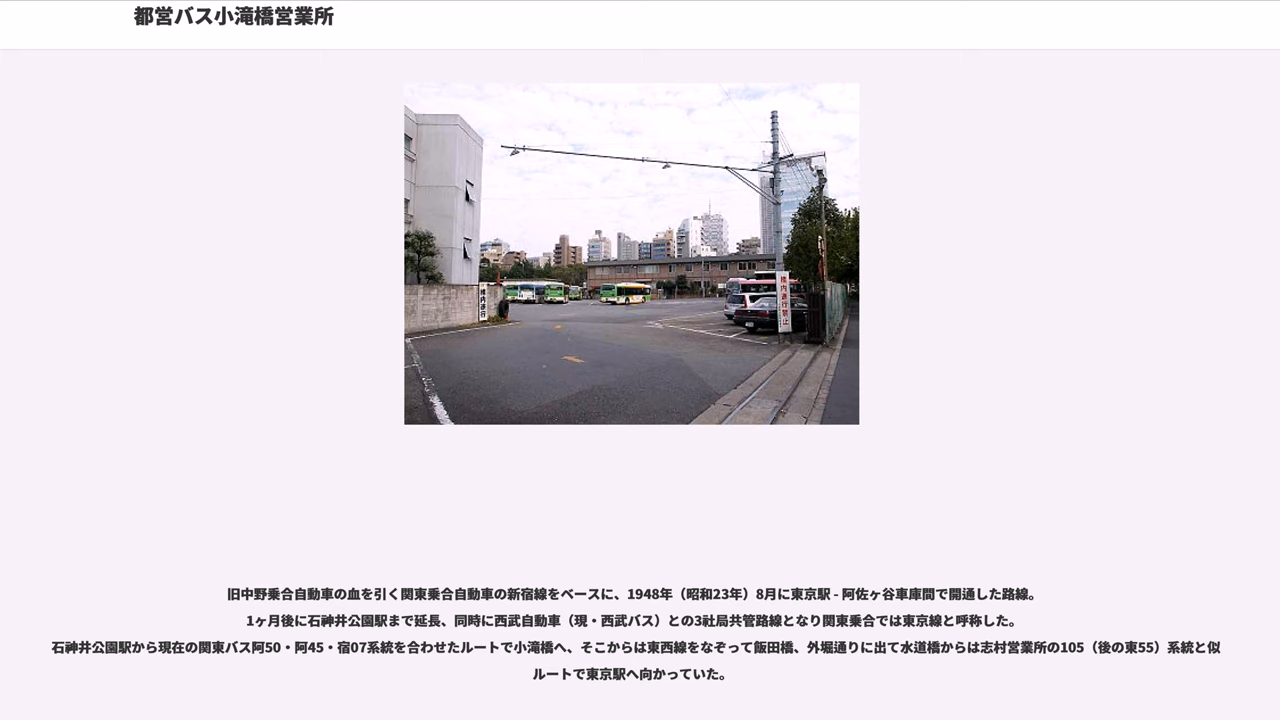 都営バス小滝橋営業所
構内通行禁止
旧中野乗合自動車の血を引く関東乗合自動車の新宿線をベースに、1948年（昭和23年）8月に東京駅 - 阿佐ヶ谷車庫間で開通した路線。
1ヶ月後に石神井公園駅まで延長、同時に西武自動車（現・西武バス）との3社局共管路線となり関東乗合では東京線と呼称した。
石神井公園駅から現在の関東バス阿50・阿45・宿07系統を合わせたルートで小滝橋へ、そこからは東西線をなぞって飯田橋、外堀通りに出て水道橋からは志村営業所の105（後の東55）系統と似
ルートで東京駅へ向かっていた。